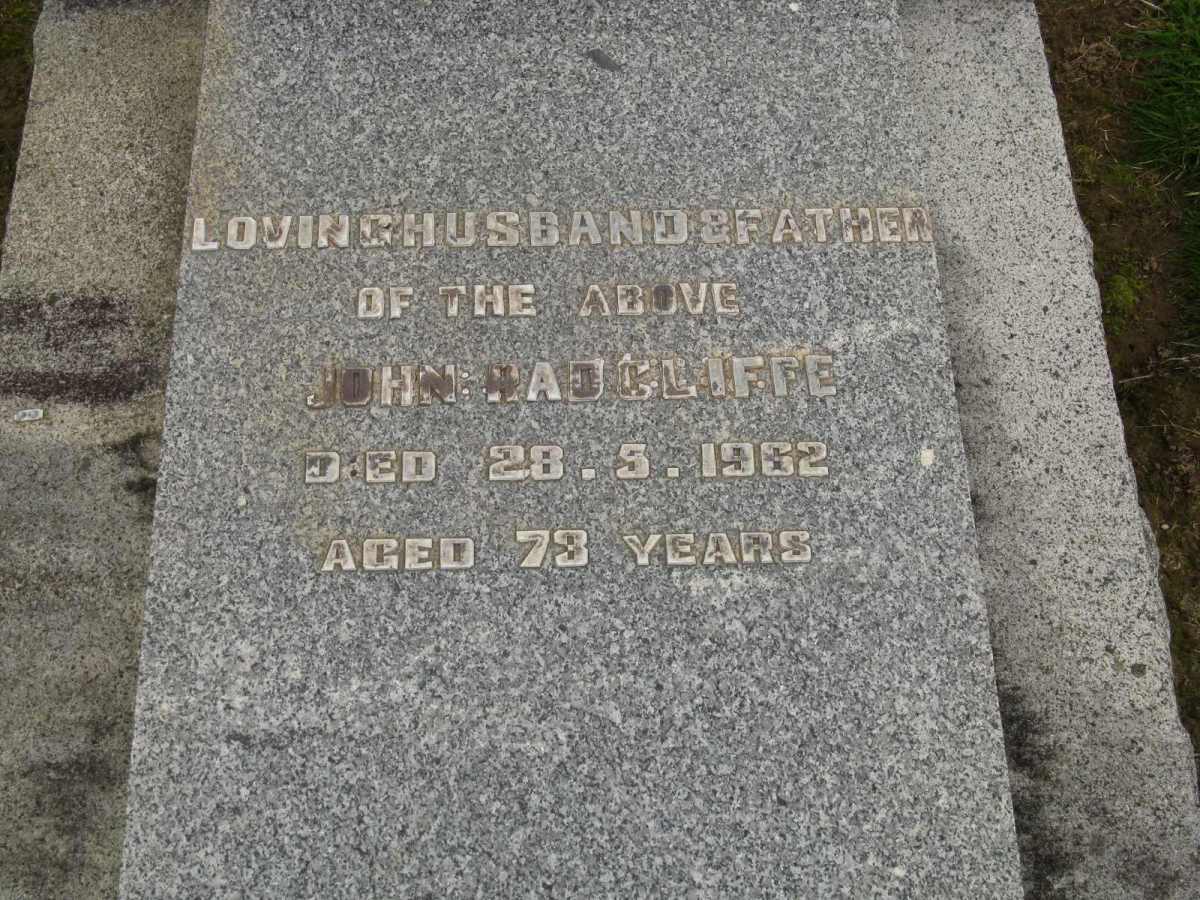 LOVING HUSBAND & FATHER
OF THE ABOVE
JOHN RADCLIFFE
DIED 28.5.1962
AGED 73 YEARS